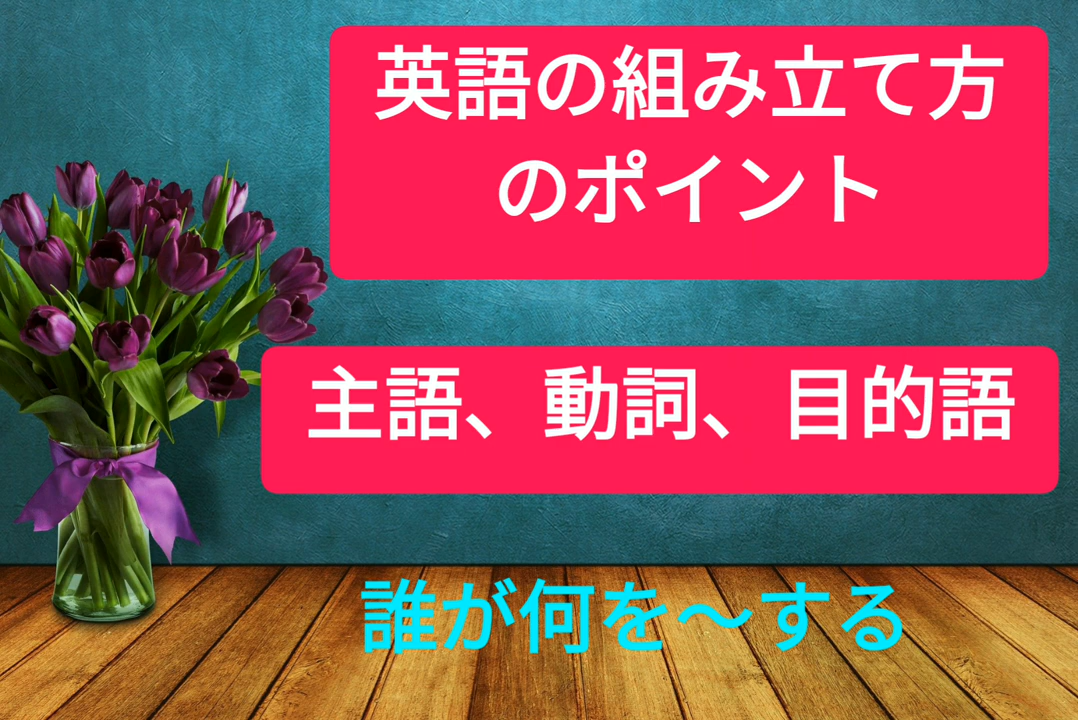 英語の組み立て方
のポイント
主語、動詞、目的語
誰が何を〜する